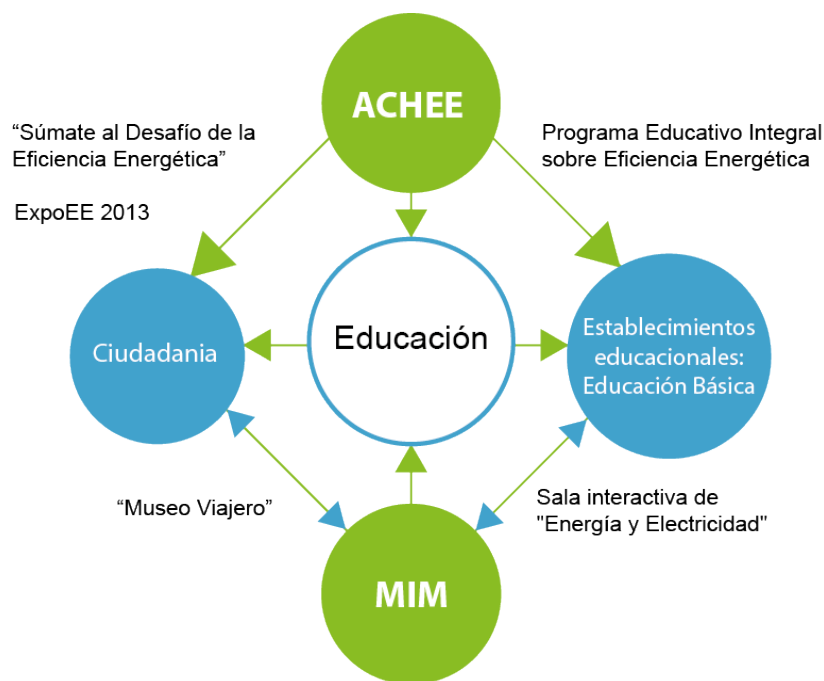 ACHEE
“Súmate al Desafío de la
Eficiencia Energética”
ExpoEE 2013
Programa Educativo Integral
sobre Eficiencia Energética
Ciudadania
Educación
Establecimientos
educacionales:
Educación Básica
“Museo Viajero”
Sala interactiva de
"Energía y Electricidad"
MIM